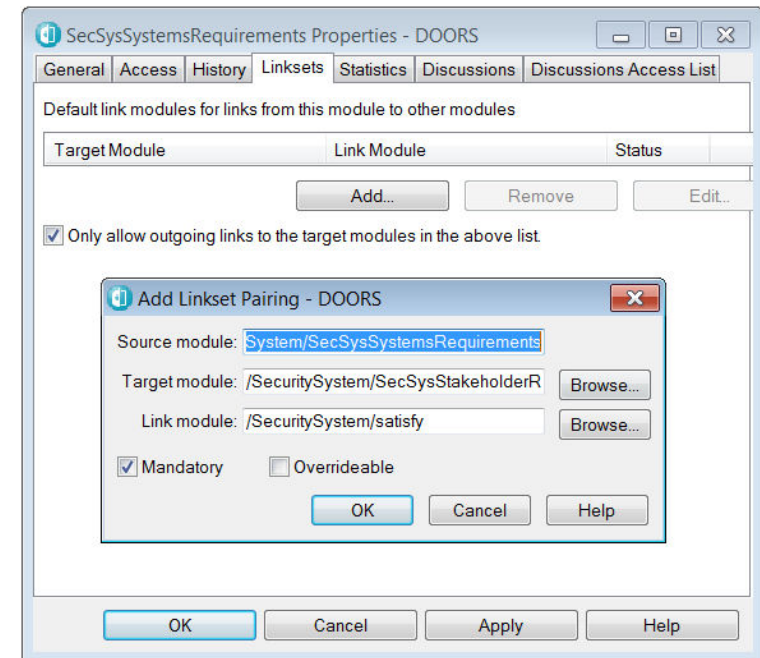 SecSysSystemsRequirements Properties - DOORS
General Access History Linksets Statistics Discussions Discussions Access List
Default link modules for links from this module to other modules
Target Module Link Module Status
Add... Remove Edit...
Only allow outgoing links to the target modules in the above list.
Add Linkset Pairing - DOORS
Source module: System/SecSysSystemsRequirements
Target module: /SecuritySystem/SecSysStakeholderR Browse...
Link module: /SecuritySystem/satisfy Browse...
Mandatory Overrideable
OK Cancel Help
OK Cancel Apply Help